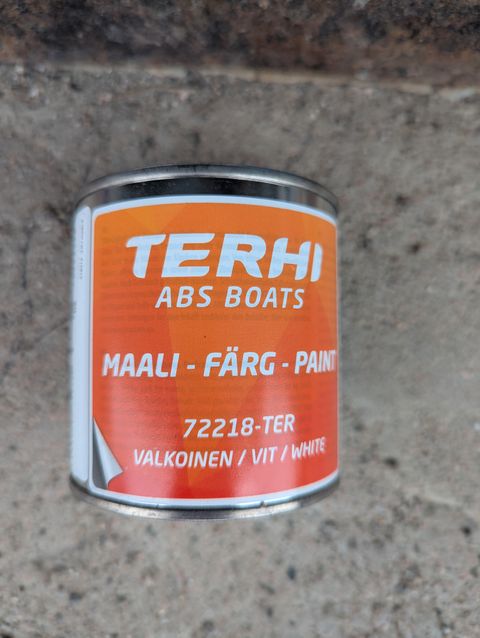 TERHI
ABS BOATS
MAALI - FÄRG - PAINT
72218-TER
VALKOINEN / VIT / WHITE